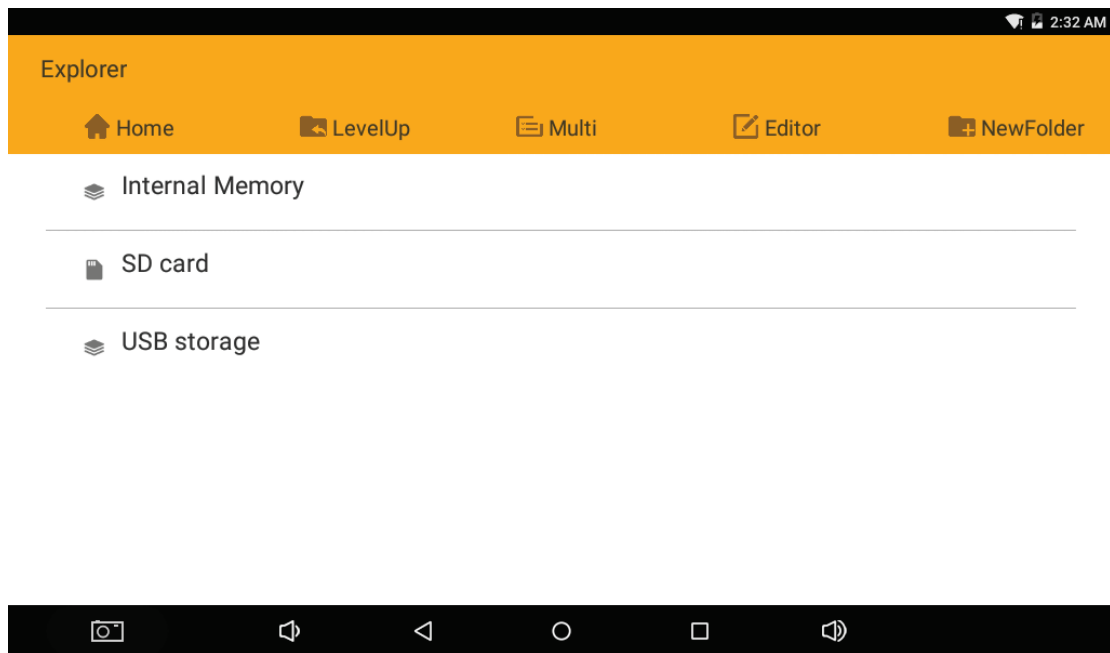 2:32 AM
Explorer
Home LevelUp Multi Editor NewFolder
Internal Memory
SD card
USB storage